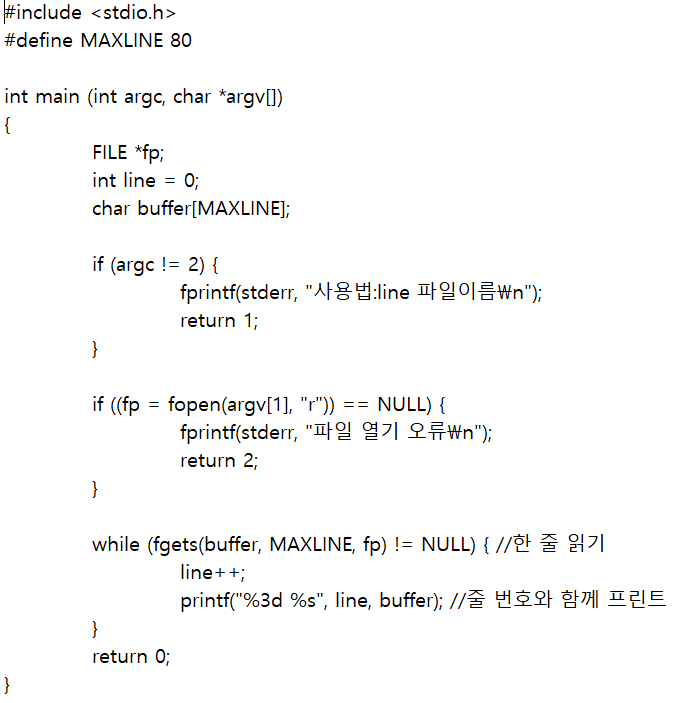 #include <stdio.h>
#define MAXLINE 80

int main (int argc, char *argv[])
{
FILE *fp;
int line = 0;
char buffer[MAXLINE];

if (argc != 2) {
fprintf(stderr, "사용법:line 파일이름₩n");
return 1;
}

if ((fp = fopen(argv[1], "r")) == NULL) {
fprintf(stderr, "파일 열기 오류₩n");
return 2;
}

while (fgets(buffer, MAXLINE, fp) != NULL) { //한 줄 읽기
line++;
printf("%3d %s", line, buffer); //줄 번호와 함께 프린트
}
return 0;
}